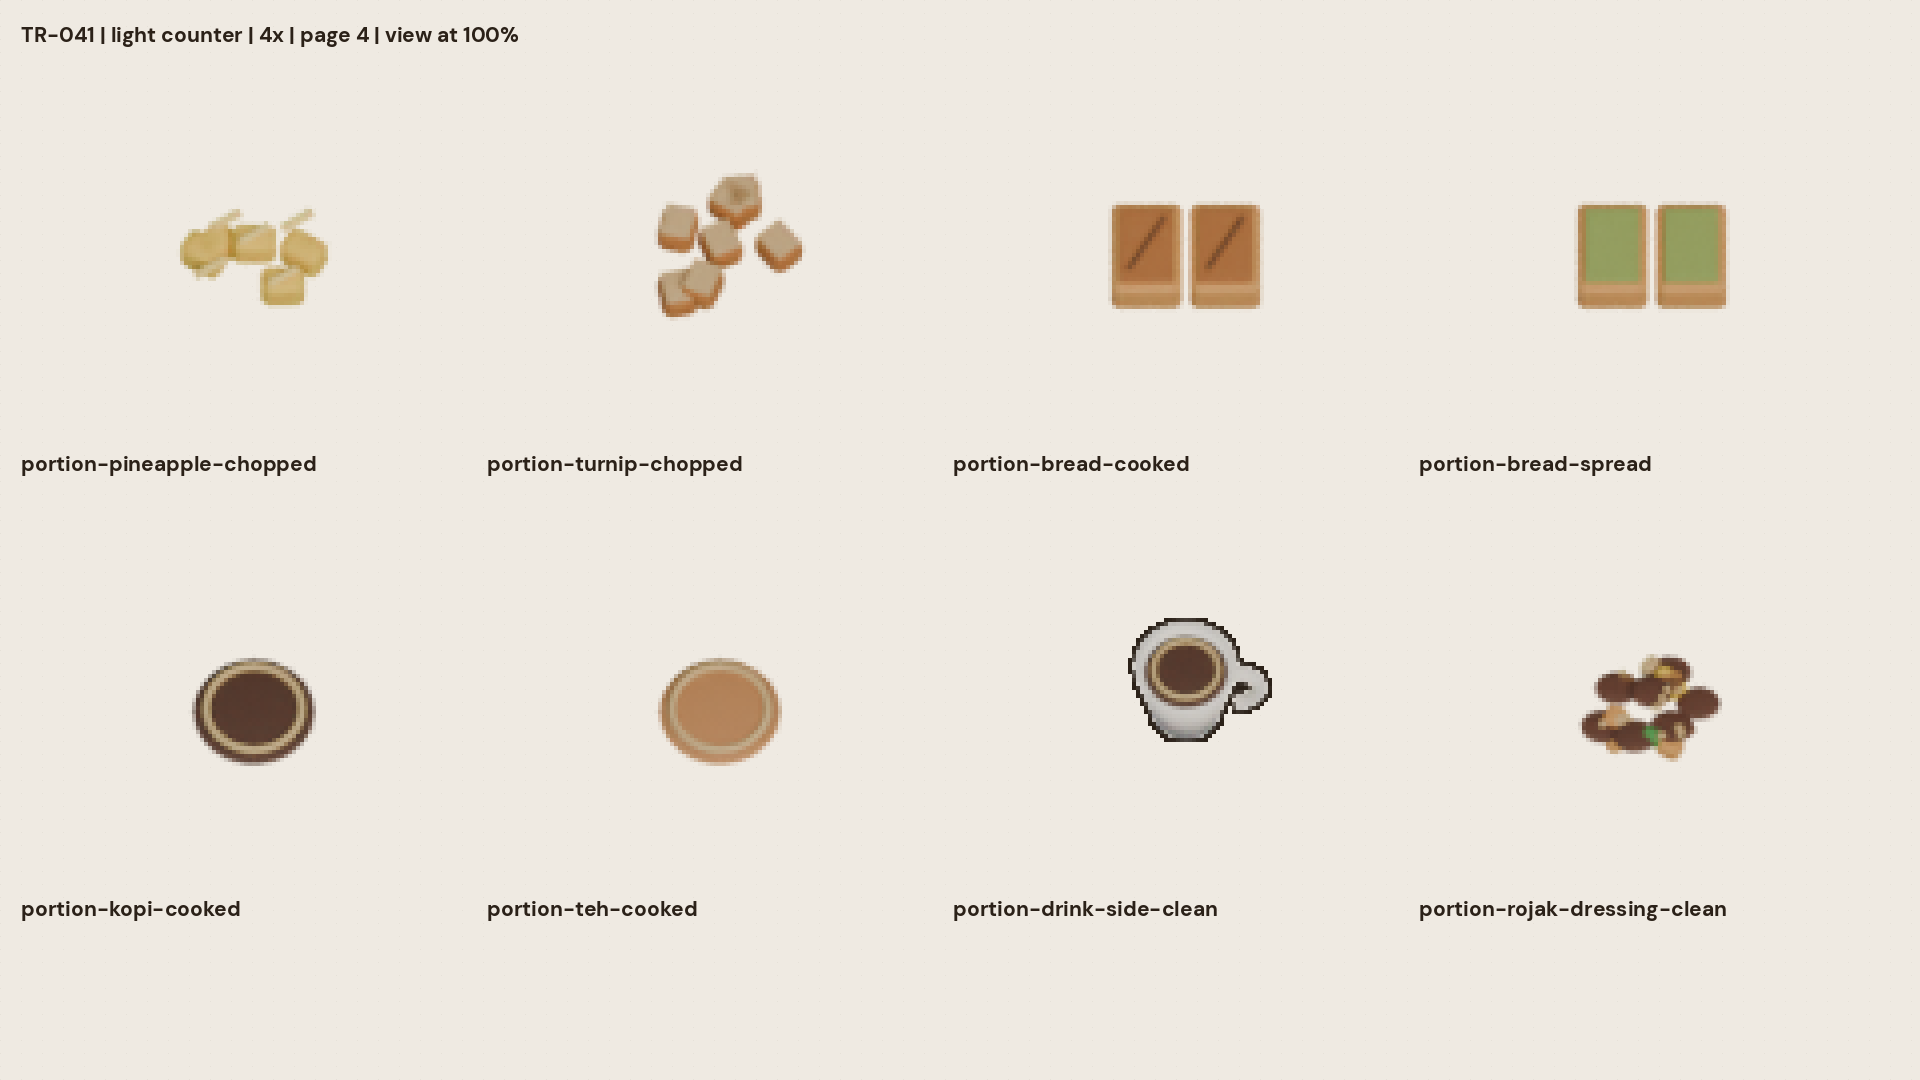 TR-041 | light counter | 4x | page 4 | view at 100%
portion-pineapple-chopped
portion-turnip-chopped
portion-bread-cooked
portion-bread-spread
portion-kopi-cooked
portion-teh-cooked
portion-drink-side-clean
portion-rojak-dressing-clean